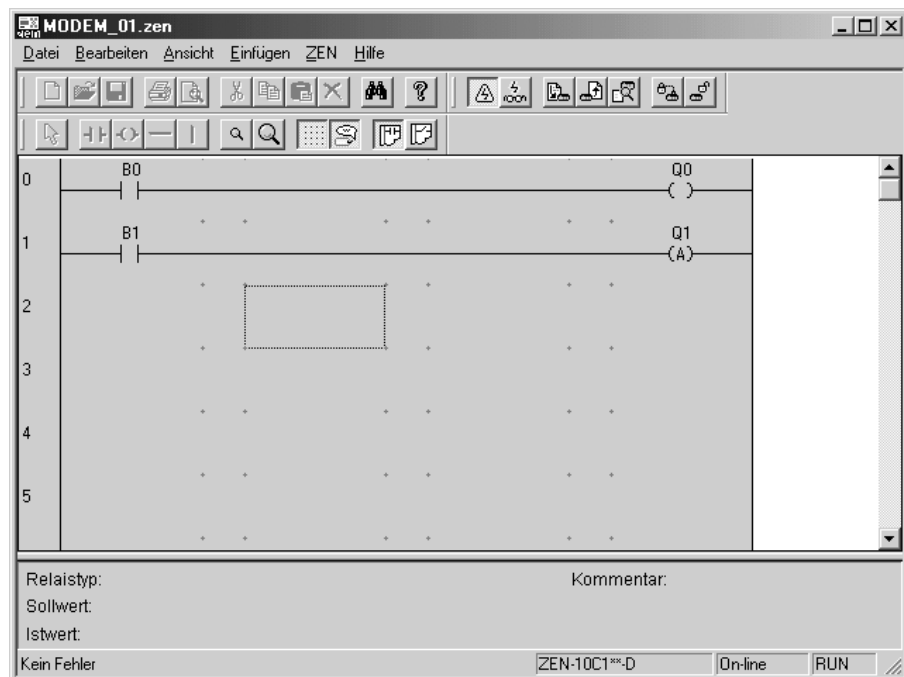 MODEM_01.zen
Datei Bearbeiten Ansicht Einfügen ZEN Hilfe
0 B0 Q0
1 B1 Q1
(A)
2
3
4
5
Relaistyp: Kommentar:
Sollwert:
Istwert:
Kein Fehler ZEN-10C1**-D On-line RUN